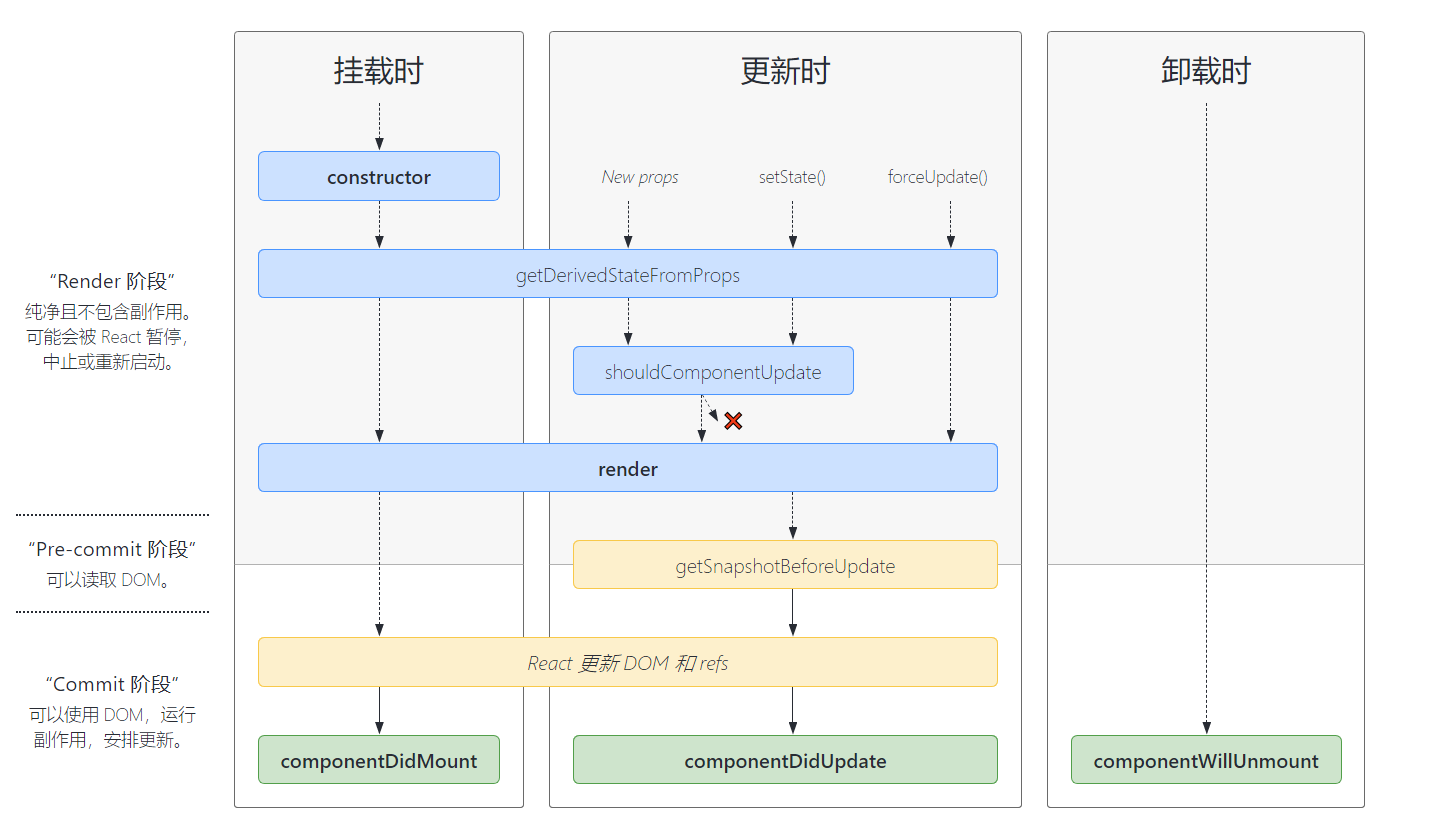 挂载时
更新时
卸载时
constructor
New props
setState()
forceUpdate()
“Render 阶段”
纯净且不包含副作用。
可能会被 React 暂停，
中止或重新启动。
getDerivedStateFromProps
shouldComponentUpdate
render
“Pre-commit 阶段”
可以读取 DOM。
getSnapshotBeforeUpdate
React 更新 DOM 和 refs
“Commit 阶段”
可以使用 DOM，运行
副作用，安排更新。
componentDidMount
componentDidUpdate
componentWillUnmount